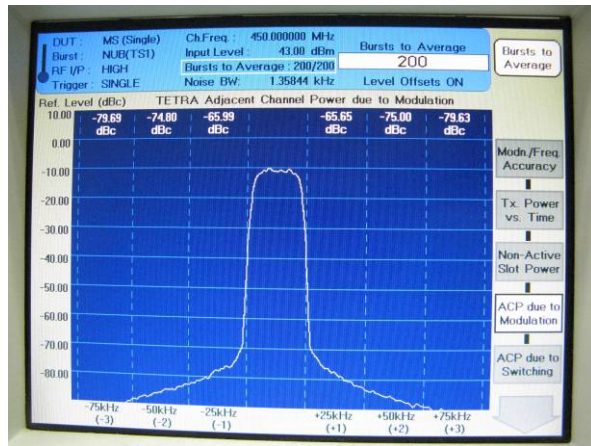 DUT : MS (Single) Ch.Freq. : 450.000000 MHz
Burst : NUB(TS1) Input Level : 43.00 dBm Bursts to Average
RF I/P : HIGH Bursts to Average : 200/200 200
Trigger : SINGLE Noise BW: 1.35844 kHz Level Offsets ON
Bursts to
Average
Ref. Level (dBc) TETRA Adjacent Channel Power due to Modulation
10.00 -79.69 -74.80 -65.99 -65.65 -75.00 -79.63
dBc dBc dBc dBc dBc dBc
0.00
-10.00
-20.00
-30.00
-40.00
-50.00
-60.00
-70.00
-80.00
-75kHz -50kHz -25kHz +25kHz +50kHz +75kHz
(-3) (-2) (-1) (+1) (+2) (+3)
Modn./Freq.
Accuracy
Tx. Power
vs. Time
Non-Active
Slot Power
ACP due to
Modulation
ACP due to
Switching